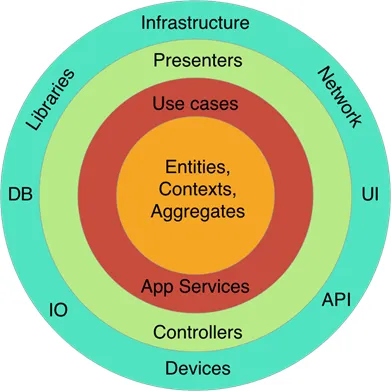 Infrastructure
Presenters
Libraries
Network
Use cases
Entities,
Contexts,
Aggregates
DB
UI
App Services
IO
API
Controllers
Devices